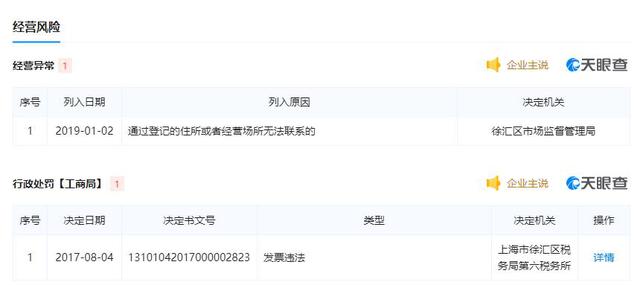 经营风险
经营异常 1 企业主说 天眼查
序号 列入日期 列入原因 决定机关
1 2019-01-02 通过登记的住所或者经营场所无法联系的 徐汇区市场监督管理局
行政处罚【工商局】 1 企业主说 天眼查
序号 决定日期 决定书文号 类型 决定机关 操作
1 2017-08-04 13101042017000002823 发票违法 上海市徐汇区税 详情
务局第六税务所